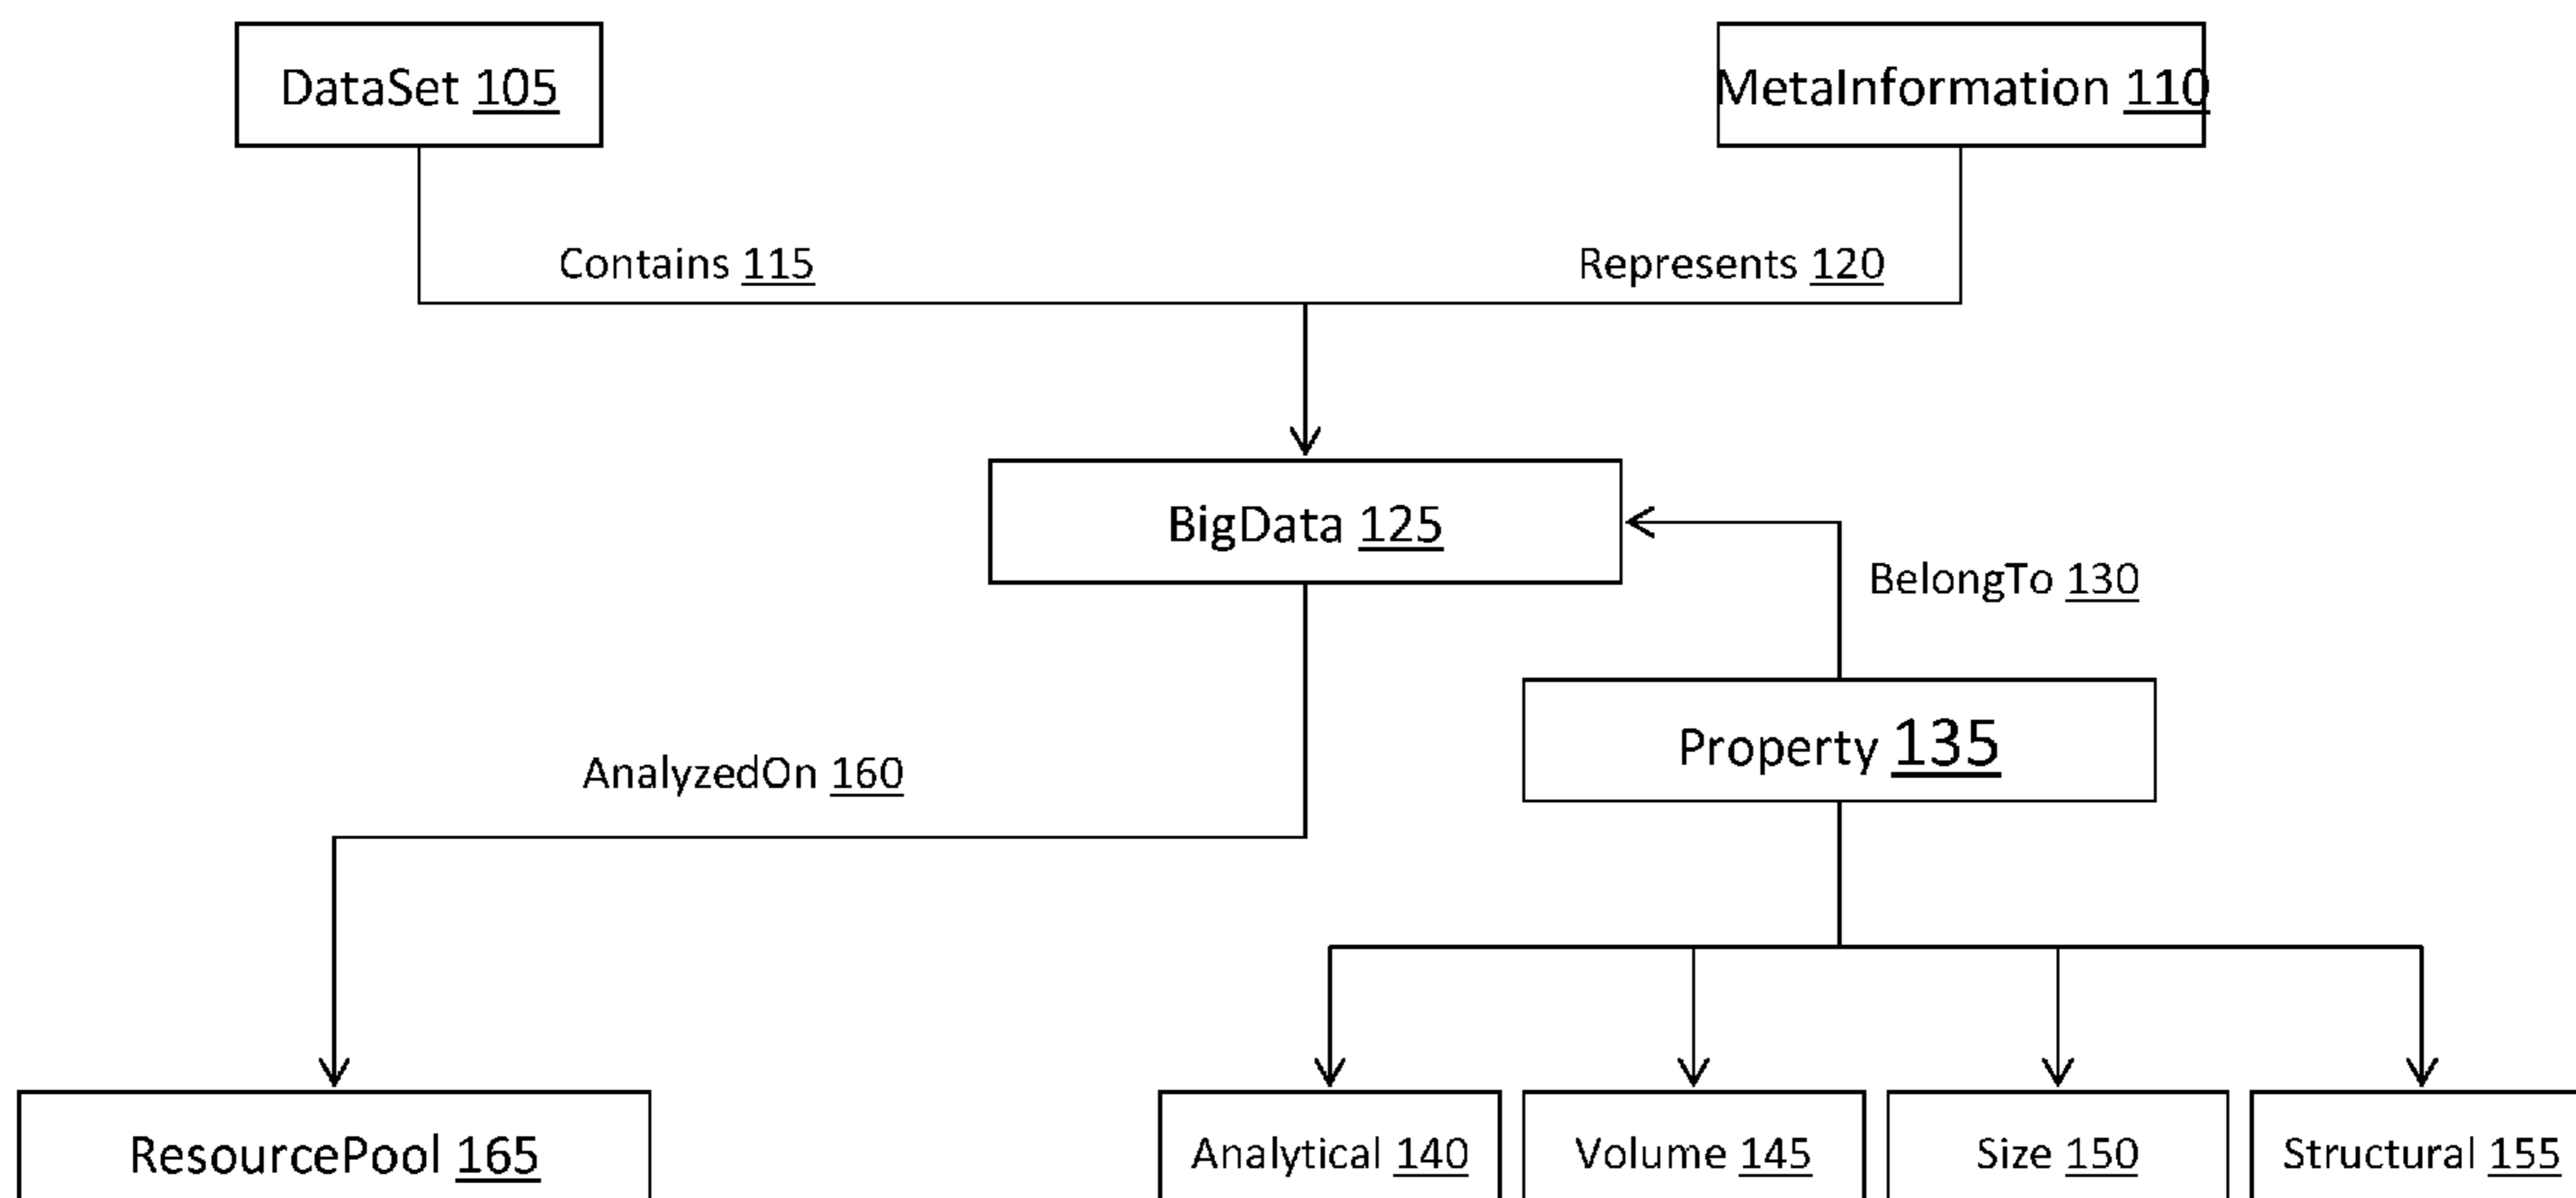 DataSet 105
MetaInformation 110
Contains 115
Represents 120
BigData 125
BelongTo 130
Property 135
AnalyzedOn 160
ResourcePool 165
Analytical 140
Volume 145
Size 150
Structural 155